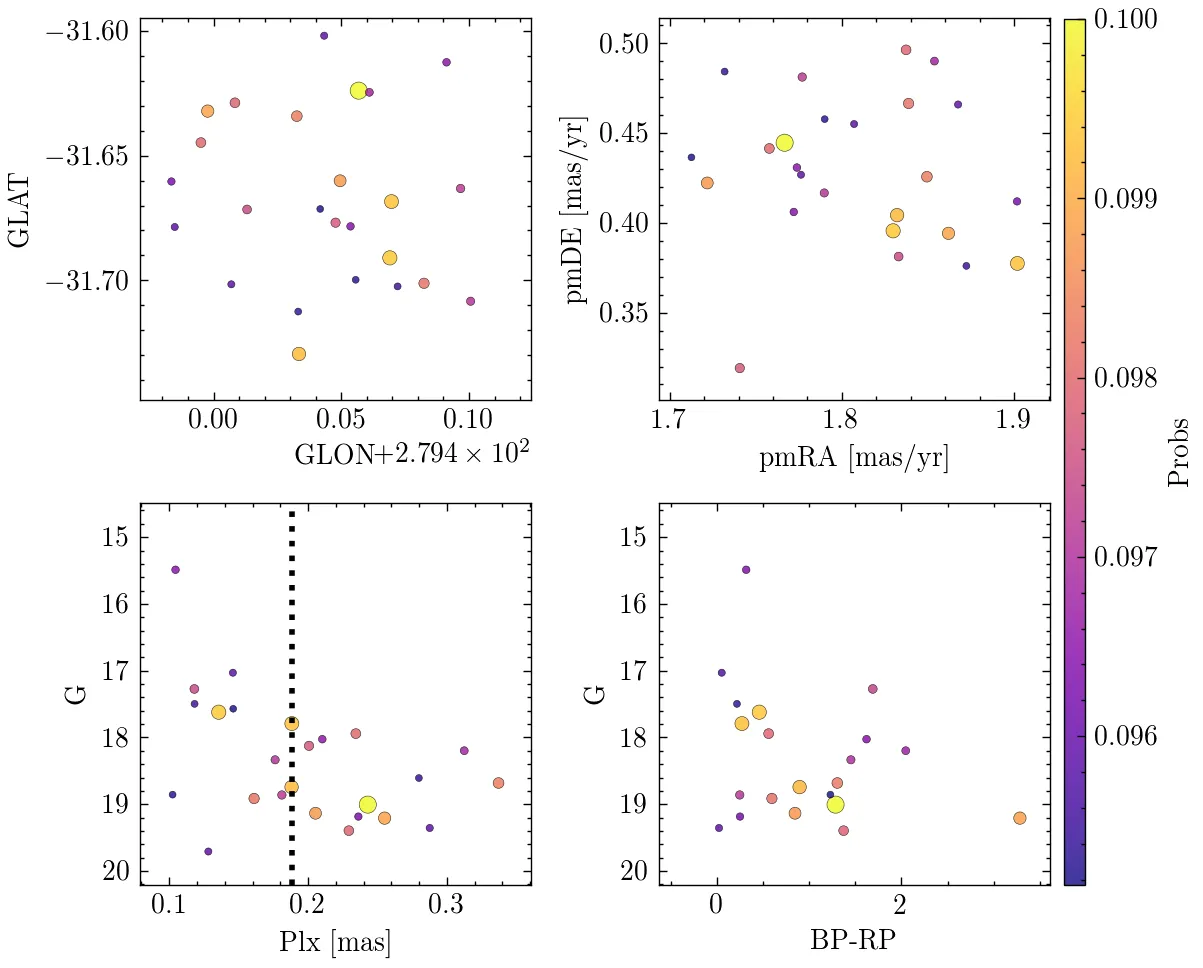 −31.60
−31.65
−31.70
GLAT
0.00 0.05 0.10
GLON+2.794 × 10²
0.50
0.45
0.40
0.35
pmDE [mas/yr]
1.7 1.8 1.9
pmRA [mas/yr]
15
16
17
18
19
20
G
0.1 0.2 0.3
Plx [mas]
15
16
17
18
19
20
G
0 2
BP-RP
0.100
0.099
0.098
0.097
0.096
Probs